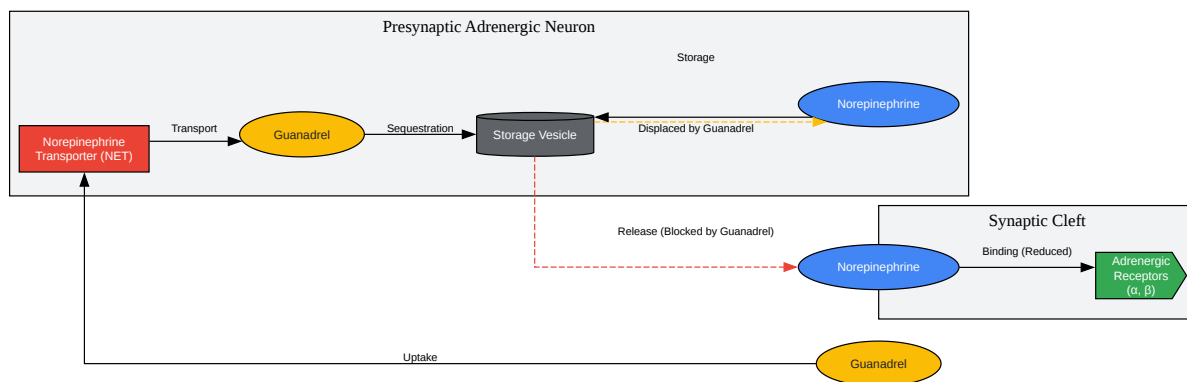 Presynaptic Adrenergic Neuron
Storage
Norepinephrine
Transport
Guanadrel
Sequestration
Storage Vesicle
Displaced by Guanadrel
Norepinephrine
Transporter (NET)
Synaptic Cleft
Release (Blocked by Guanadrel)
Norepinephrine
Binding (Reduced)
Adrenergic
Receptors
(α, β)
Uptake
Guanadrel